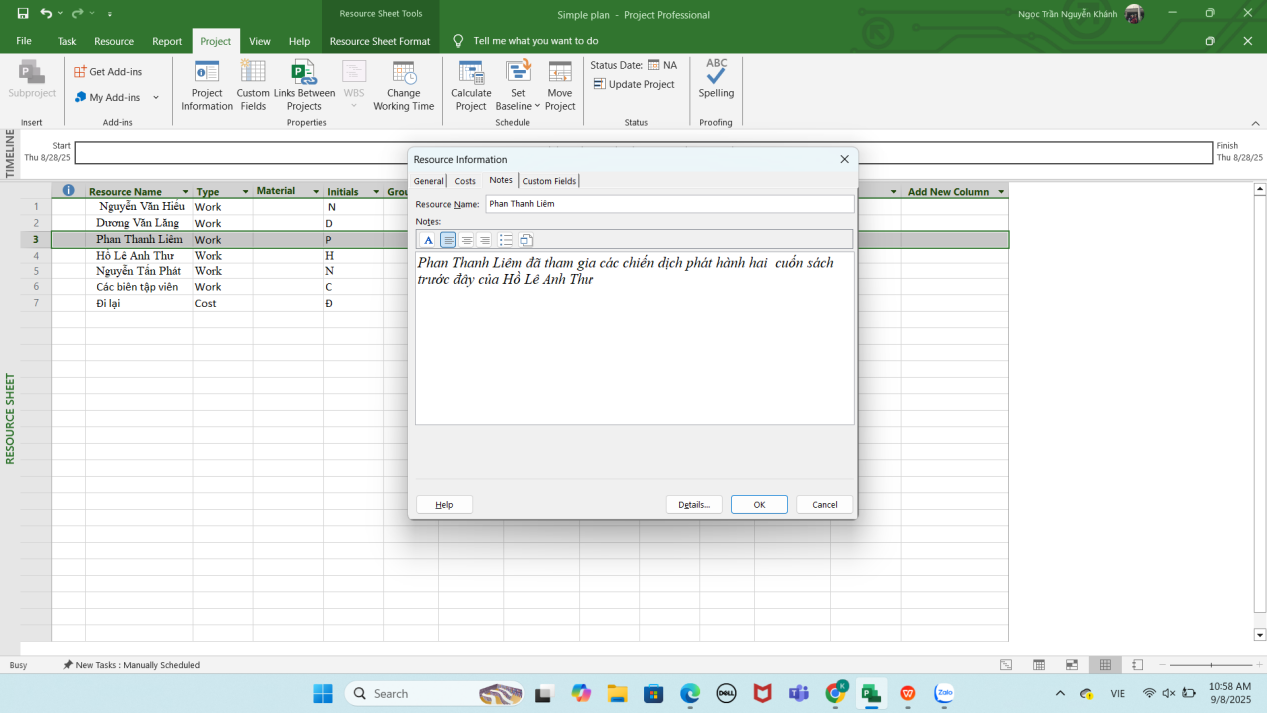 Resource Sheet Tools
Simple plan - Project Professional
Ngọc Trần Nguyễn Khánh
File Task Resource Report Project View Help Resource Sheet Format Tell me what you want to do
Subproject
Get Add-ins
My Add-ins
Project Information
Custom Fields
Links Between Projects
WBS
Change Working Time
Calculate Project
Set Baseline
Move Project
Status Date: NA
Update Project
ABC
Spelling
Insert Add-ins Properties Schedule Status Proofing
TIMELINE
Start
Thu 8/28/25
Finish
Thu 8/28/25
RESOURCE SHEET
Resource Name Type Material Initials Grou Add New Column
1 Nguyễn Văn Hiếu Work N
2 Dương Văn Lăng Work D
3 Phan Thanh Liêm Work P
4 Hồ Lê Anh Thư Work H
5 Nguyễn Tấn Phát Work N
6 Các biên tập viên Work C
7 Đi lại Cost Đ
Resource Information
General Costs Notes Custom Fields
Resource Name: Phan Thanh Liêm
Notes:
A
Phan Thanh Liêm đã tham gia các chiến dịch phát hành hai cuốn sách
trước đây của Hồ Lê Anh Thư
Help Details... OK Cancel
Busy New Tasks : Manually Scheduled
Search
DELL
Zalo
VIE
10:58 AM
9/8/2025